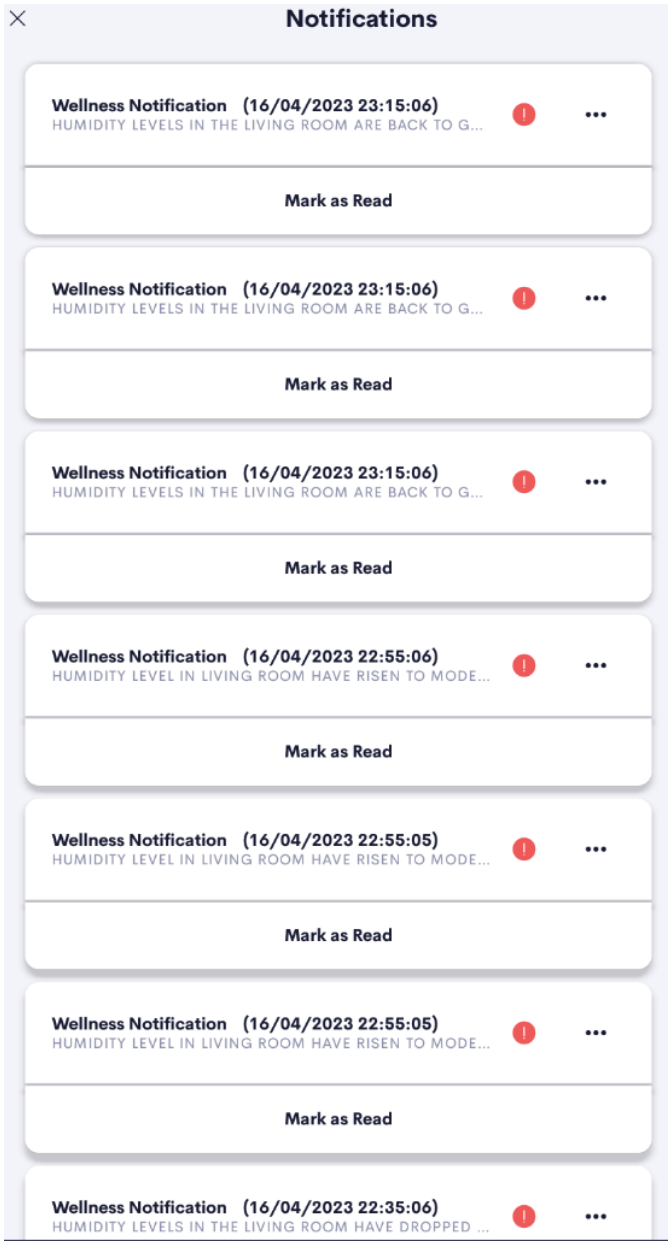 Notifications
Wellness Notification (16/04/2023 23:15:06)
HUMIDITY LEVELS IN THE LIVING ROOM ARE BACK TO G...
Mark as Read
Wellness Notification (16/04/2023 23:15:06)
HUMIDITY LEVELS IN THE LIVING ROOM ARE BACK TO G...
Mark as Read
Wellness Notification (16/04/2023 23:15:06)
HUMIDITY LEVELS IN THE LIVING ROOM ARE BACK TO G...
Mark as Read
Wellness Notification (16/04/2023 22:55:06)
HUMIDITY LEVEL IN LIVING ROOM HAVE RISEN TO MODE...
Mark as Read
Wellness Notification (16/04/2023 22:55:05)
HUMIDITY LEVEL IN LIVING ROOM HAVE RISEN TO MODE...
Mark as Read
Wellness Notification (16/04/2023 22:55:05)
HUMIDITY LEVEL IN LIVING ROOM HAVE RISEN TO MODE...
Mark as Read
Wellness Notification (16/04/2023 22:35:06)
HUMIDITY LEVELS IN THE LIVING ROOM HAVE DROPPED ...